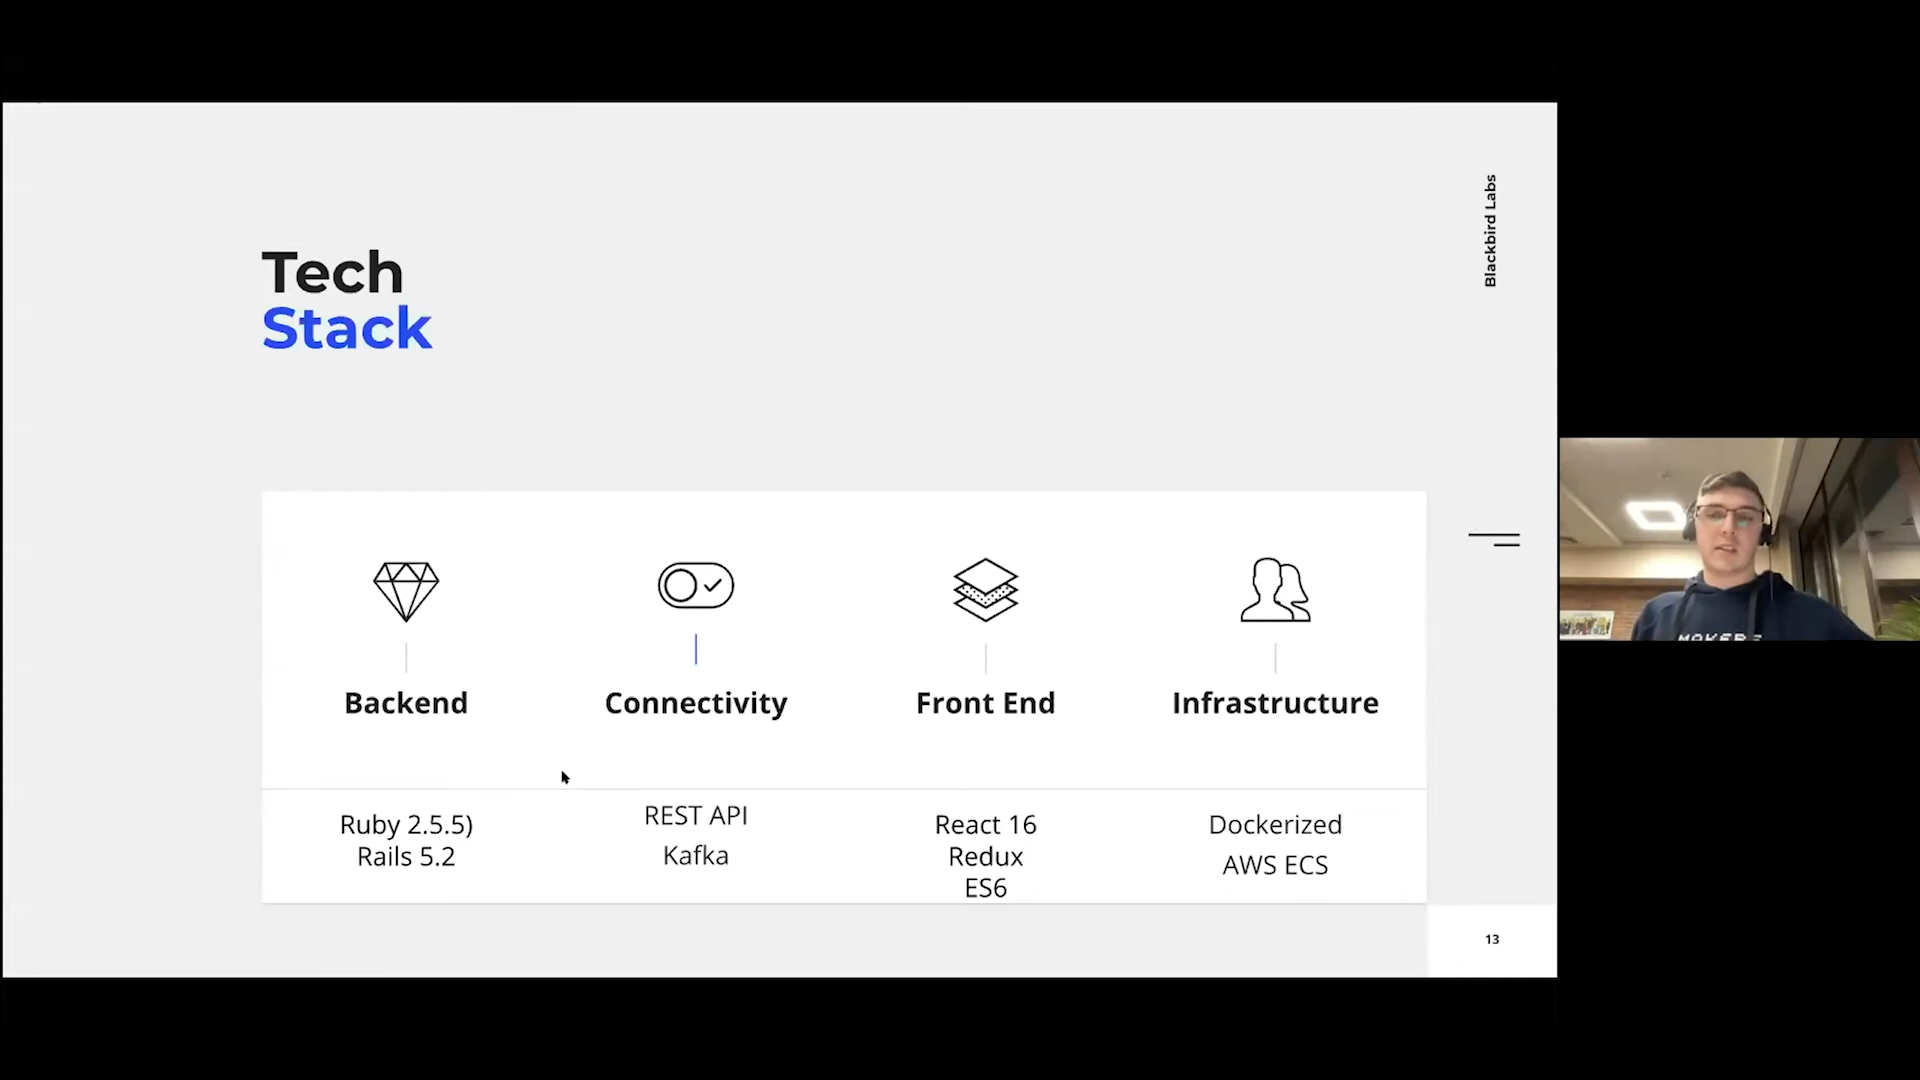 Blackbird Labs
Tech
Stack
Backend
Connectivity
Front End
Infrastructure
Ruby 2.5.5)
Rails 5.2
REST API
Kafka
React 16
Redux
ES6
Dockerized
AWS ECS
13